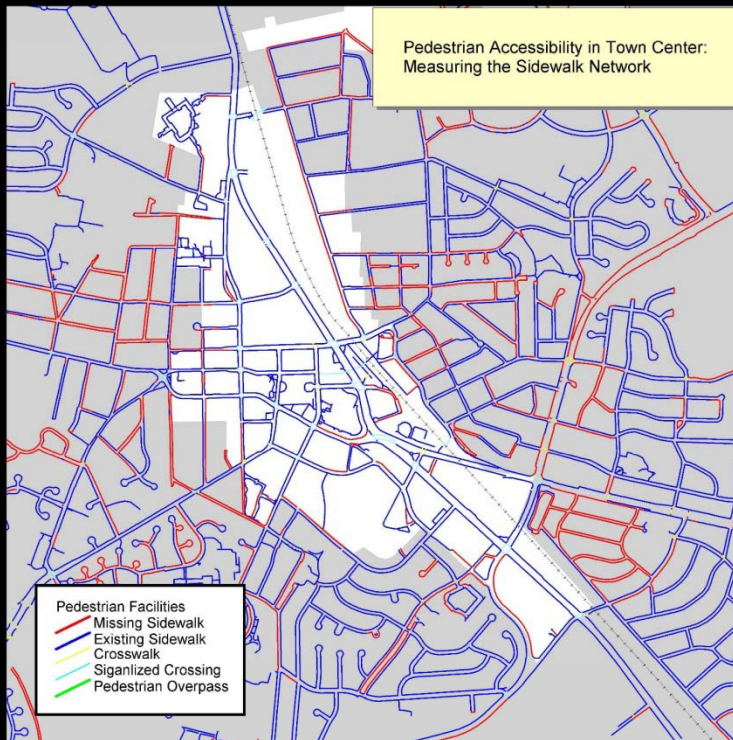 Pedestrian Accessibility in Town Center:
Measuring the Sidewalk Network
Pedestrian Facilities
Missing Sidewalk
Existing Sidewalk
Crosswalk
Siganlized Crossing
Pedestrian Overpass